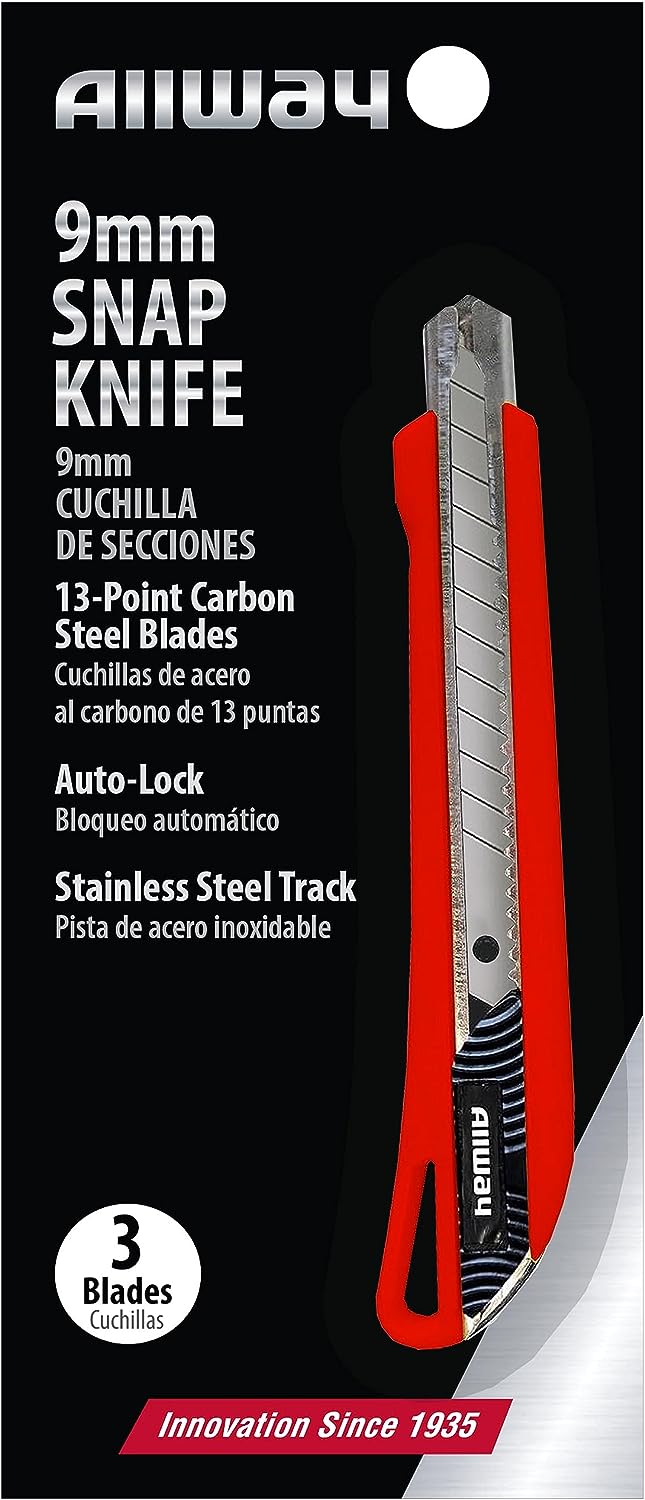 Allway
9mm
SNAP
KNIFE
9mm
CUCHILLA
DE SECCIONES
13-Point Carbon
Steel Blades
Cuchillas de acero
al carbono de 13 puntas
Auto-Lock
Bloqueo automático
Stainless Steel Track
Pista de acero inoxidable
Allway
3
Blades
Cuchillas
Innovation Since 1935